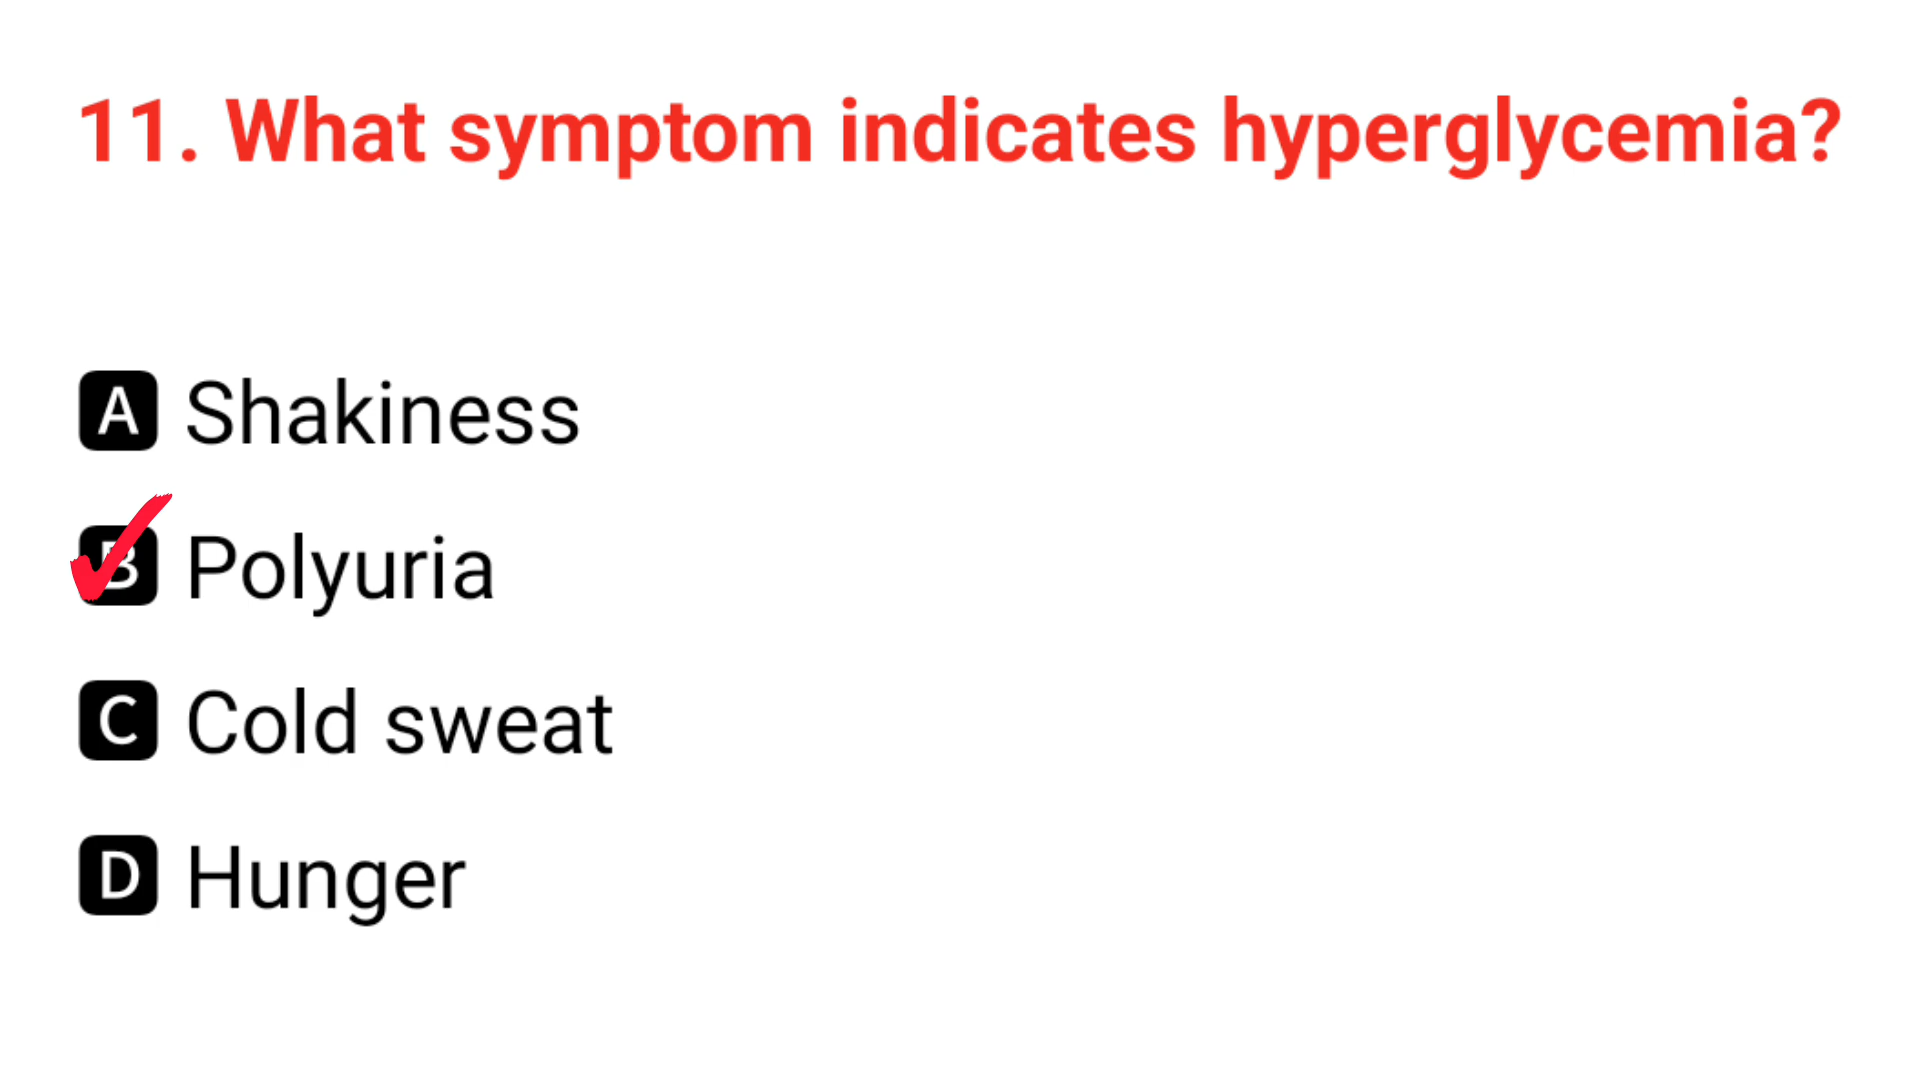 11. What symptom indicates hyperglycemia?
A Shakiness
B Polyuria
C Cold sweat
D Hunger